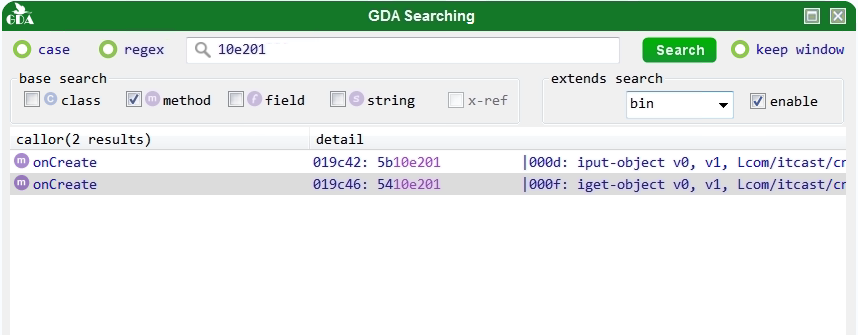 GDA
GDA Searching
case regex 10e201 Search keep window
base search extends search
c class m method f field s string x-ref bin enable
callor(2 results) detail
m onCreate 019c42: 5b10e201 |000d: iput-object v0, v1, Lcom/itcast/cr
m onCreate 019c46: 5410e201 |000f: iget-object v0, v1, Lcom/itcast/cr